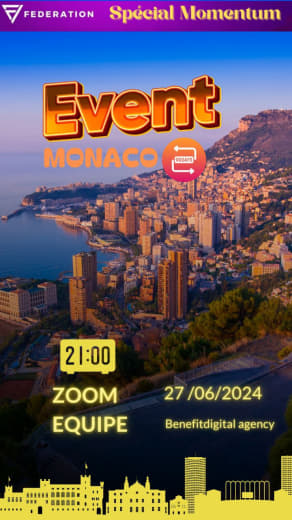 FEDERATION
Spécial Momentum
Event
MONACO
21:00
ZOOM
EQUIPE
27 /06/2024
Benefitdigital agency